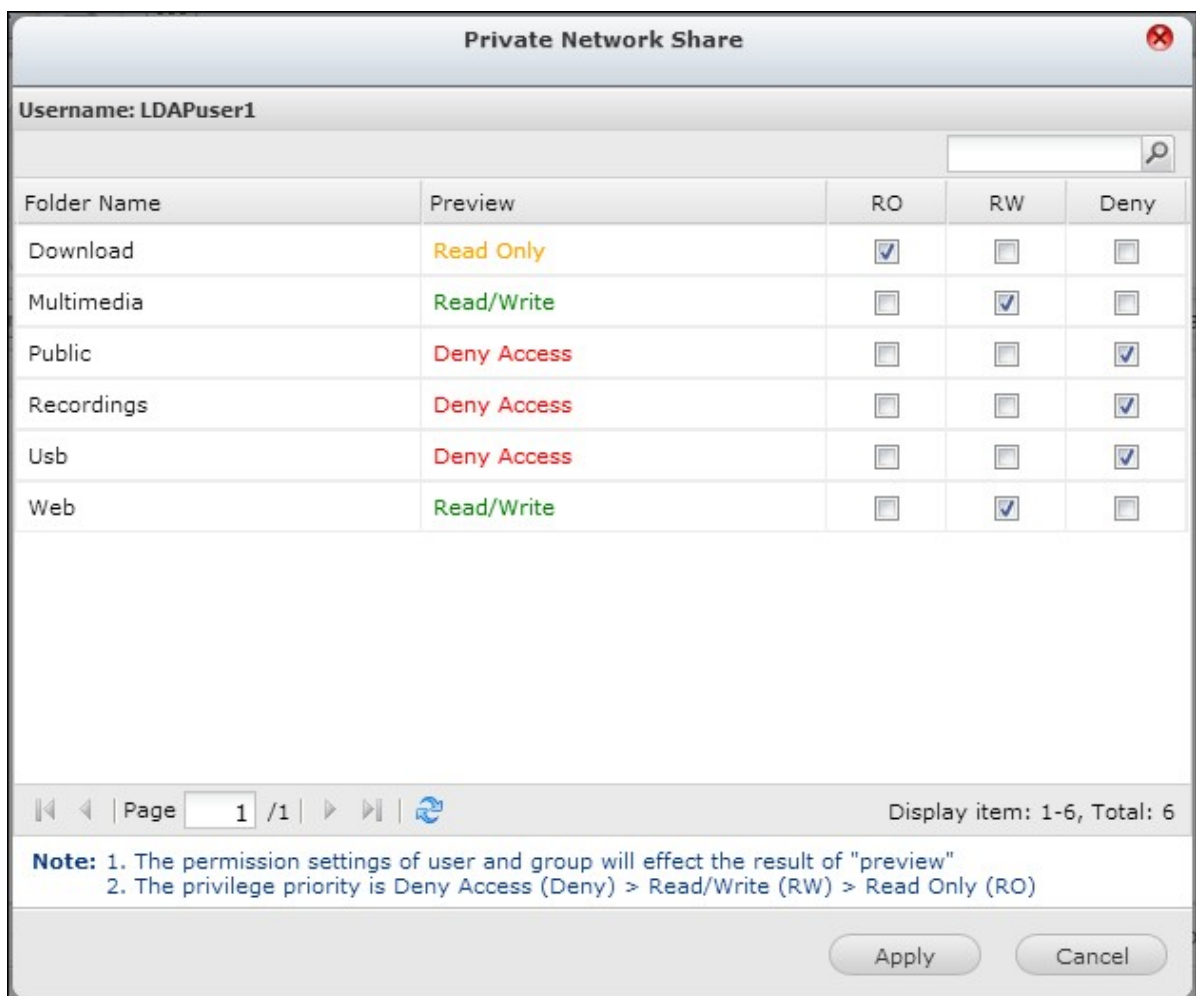 Private Network Share
Username: LDAPuser1
Folder Name Preview RO RW Deny
Download Read Only
Multimedia Read/Write
Public Deny Access
Recordings Deny Access
Usb Deny Access
Web Read/Write
Page 1 /1 Display item: 1-6, Total: 6
Note: 1. The permission settings of user and group will effect the result of "preview"
2. The privilege priority is Deny Access (Deny) > Read/Write (RW) > Read Only (RO)
Apply Cancel